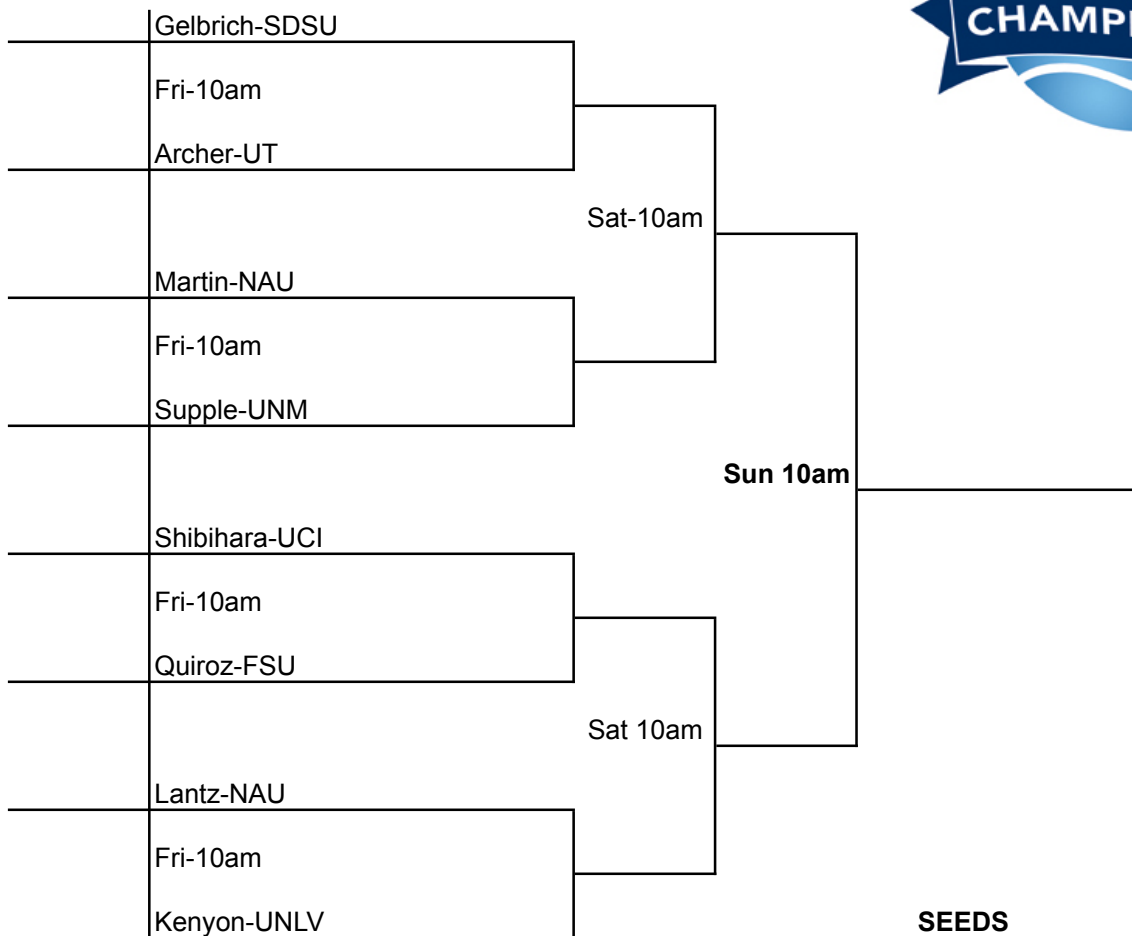 Gelbrich-SDSU
Fri-10am
Archer-UT
Sat-10am
Martin-NAU
Fri-10am
Supple-UNM
Sun 10am
Shibihara-UCI
Fri-10am
Quiroz-FSU
Sat 10am
Lantz-NAU
Fri-10am
Kenyon-UNLV
SEEDS